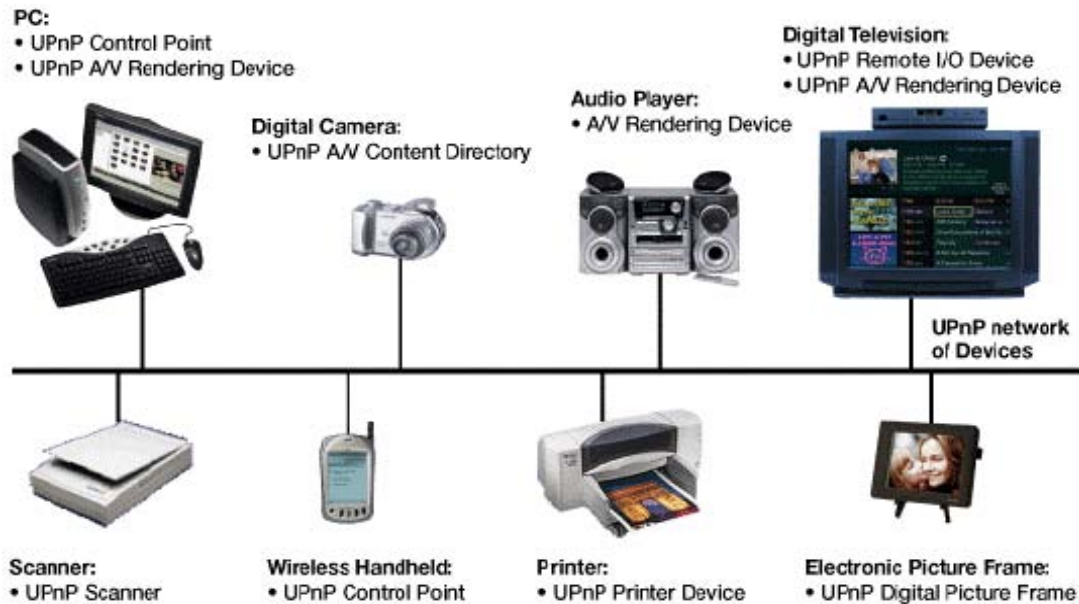 PC:
• UPnP Control Point
• UPnP A/V Rendering Device
Digital Camera:
• UPnP A/V Content Directory
Audio Player:
• A/V Rendering Device
Digital Television:
• UPnP Remote I/O Device
• UPnP A/V Rendering Device
UPnP network
of Devices
Scanner:
• UPnP Scanner
Wireless Handheld:
• UPnP Control Point
Printer:
• UPnP Printer Device
Electronic Picture Frame:
• UPnP Digital Picture Frame